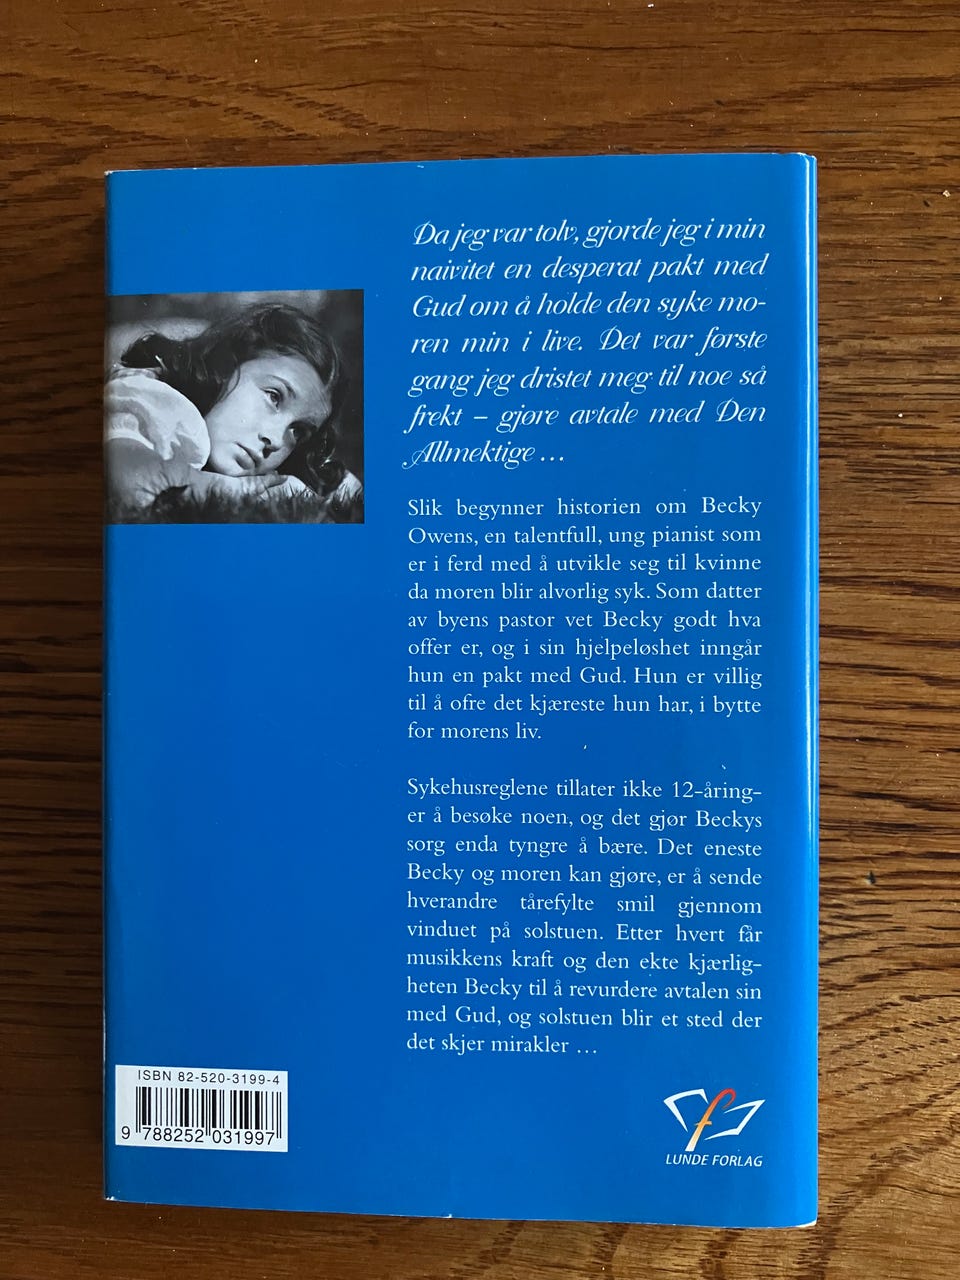 Da jeg var tolv, gjorde jeg i min
naivitet en desperat pakt med
Gud om å holde den syke mo-
ren min i live. Det var første
gang jeg dristet meg til noe så
frekt – gjøre avtale med Den
Allmektige ...
Slik begynner historien om Becky
Owens, en talentfull, ung pianist som
er i ferd med å utvikle seg til kvinne
da moren blir alvorlig syk. Som datter
av byens pastor vet Becky godt hva
offer er, og i sin hjelpeløshet inngår
hun en pakt med Gud. Hun er villig
til å ofre det kjæreste hun har, i bytte
for morens liv.
Sykehusreglene tillater ikke 12-åring-
er å besøke noen, og det gjør Beckys
sorg enda tyngre å bære. Det eneste
Becky og moren kan gjøre, er å sende
hverandre tårefylte smil gjennom
vinduet på solstuen. Etter hvert får
musikkens kraft og den ekte kjærlig-
heten Becky til å revurdere avtalen sin
med Gud, og solstuen blir et sted der
det skjer mirakler ...
ISBN 82-520-3199-4
9 788252 031997
LUNDE FORLAG